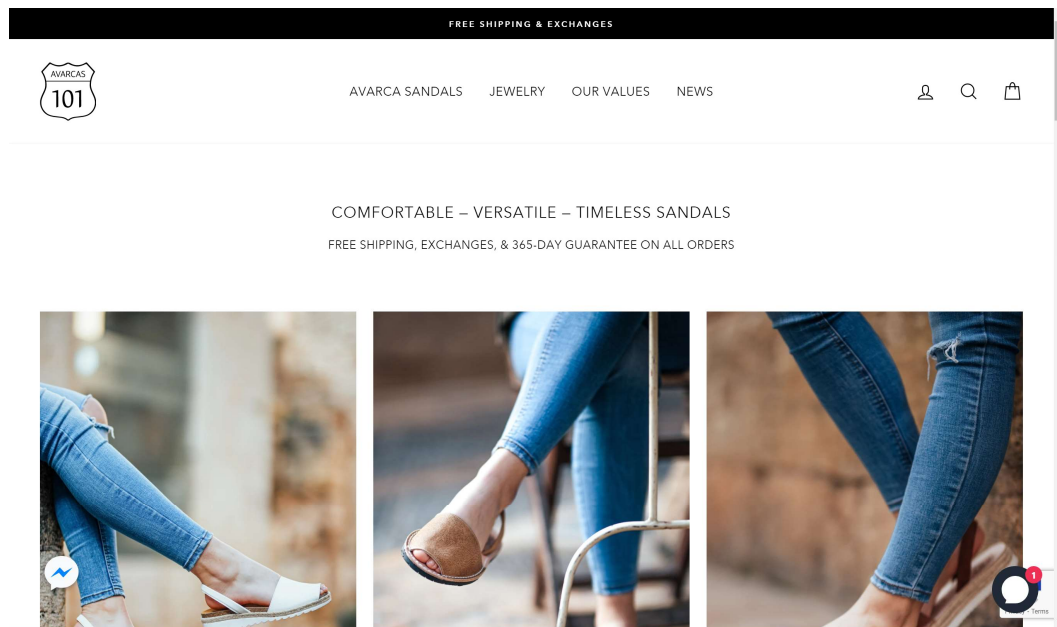 FREE SHIPPING & EXCHANGES
AVARCAS
101
AVARCA SANDALS
JEWELRY
OUR VALUES
NEWS
COMFORTABLE – VERSATILE – TIMELESS SANDALS
FREE SHIPPING, EXCHANGES, & 365-DAY GUARANTEE ON ALL ORDERS
1
- Terms